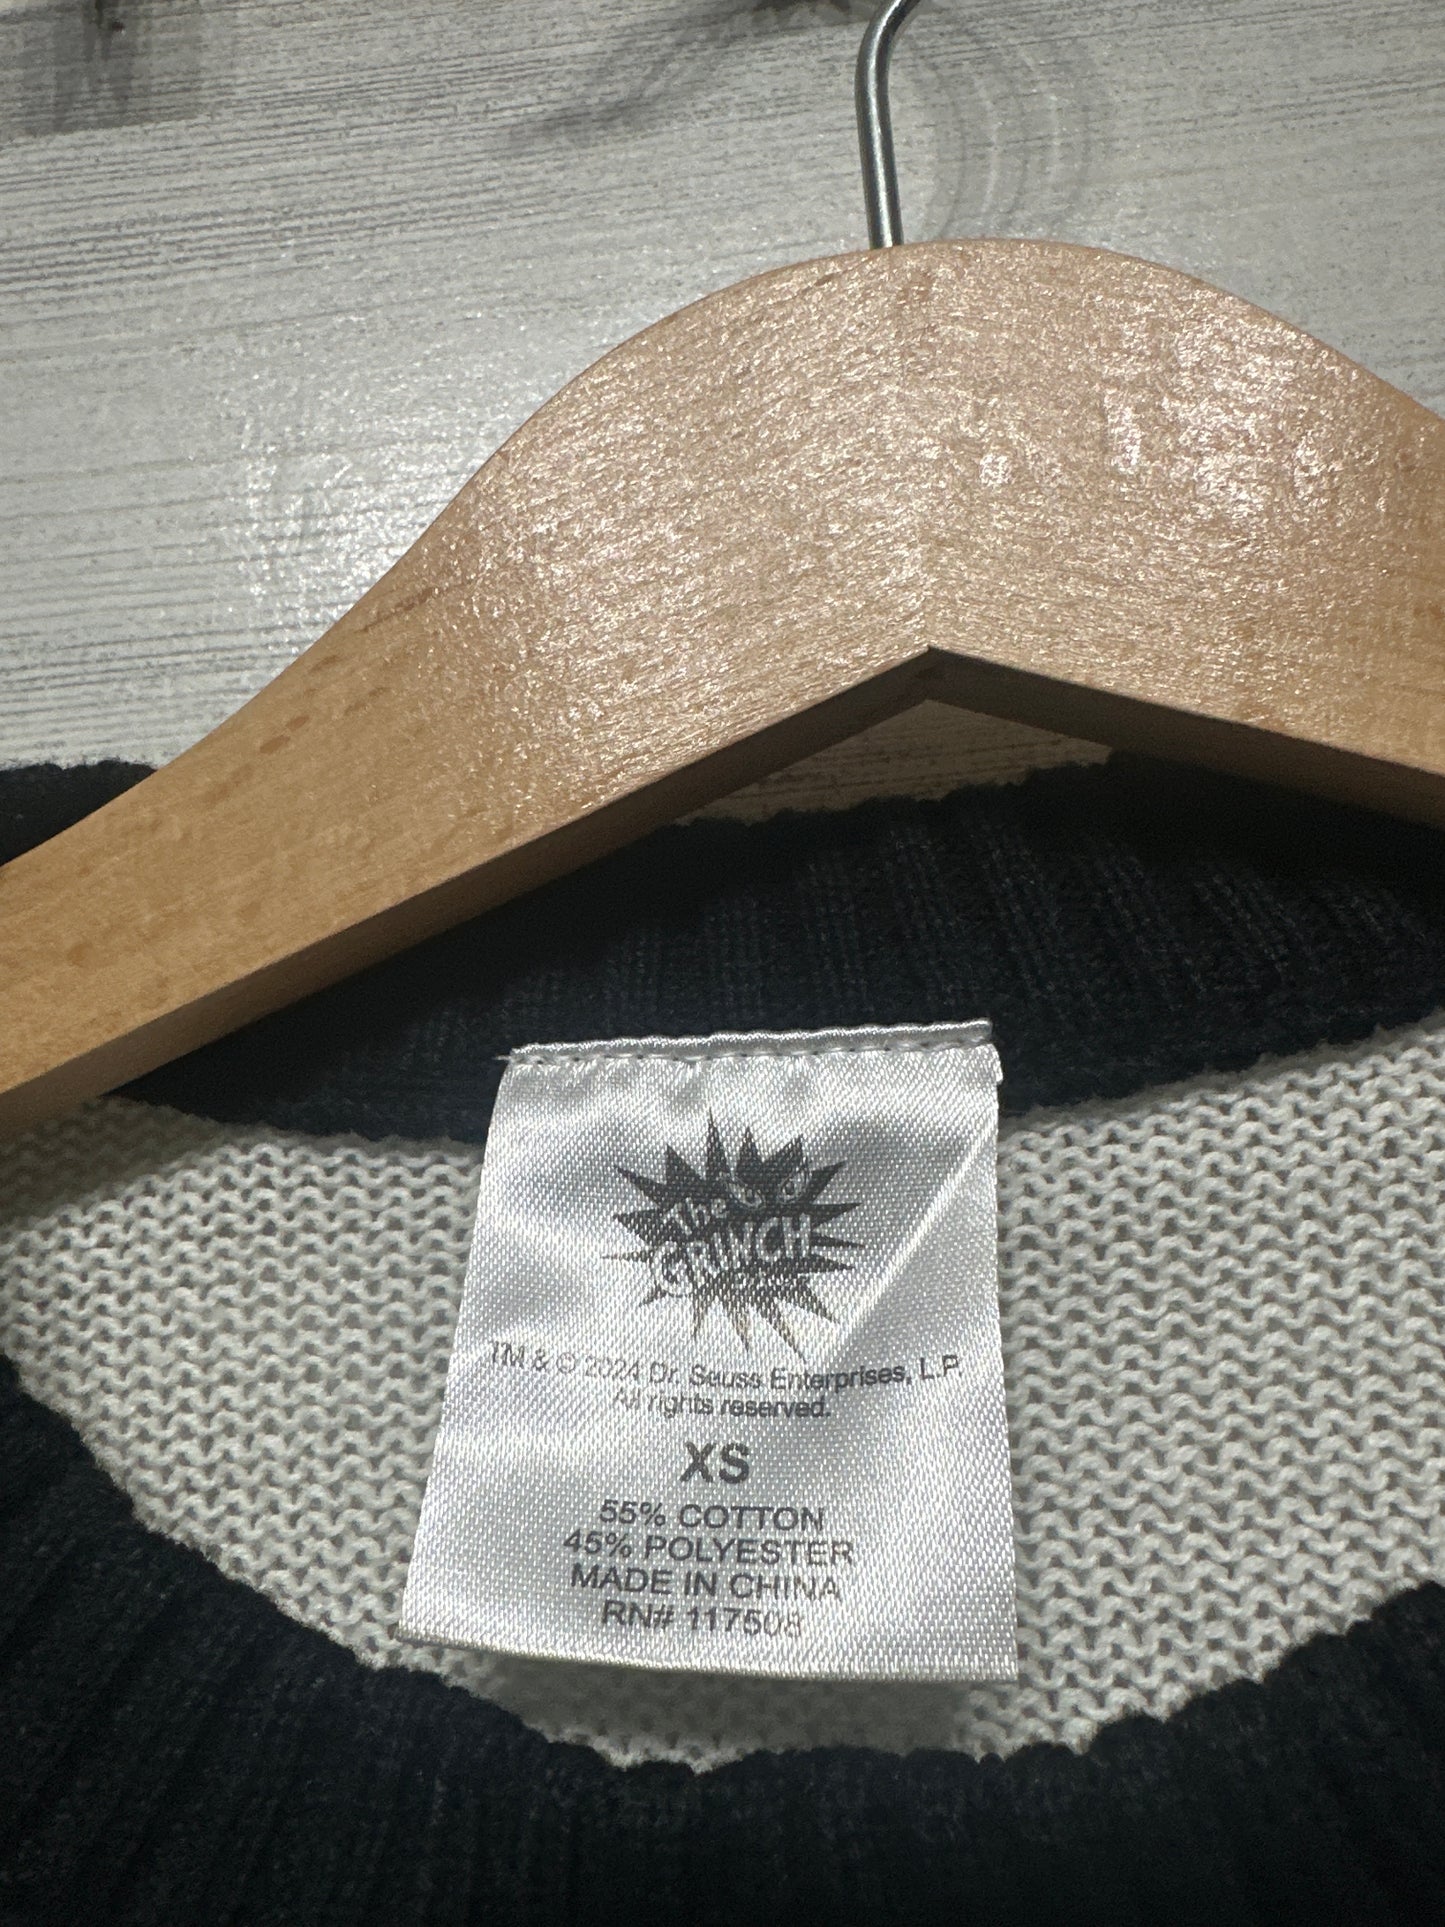 The
GRINCH
TM & © 2024 Dr. Seuss Enterprises, L.P.
All rights reserved.
XS
55% COTTON
45% POLYESTER
MADE IN CHINA
RN# 117508